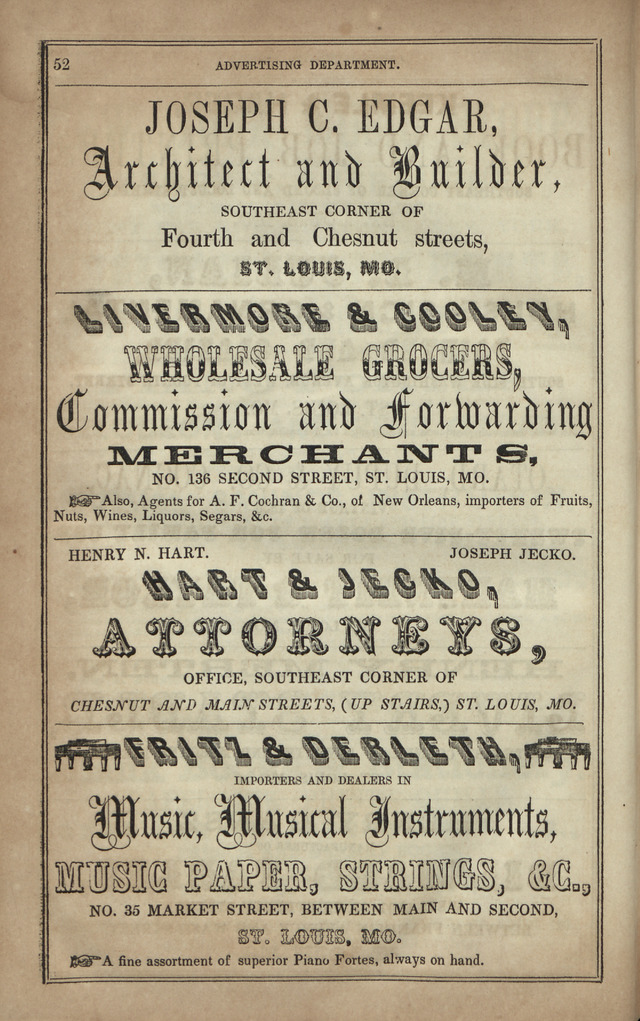 52
ADVERTISING DEPARTMENT.
JOSEPH C. EDGAR,
Architect and Builder,
SOUTHEAST CORNER OF
Fourth and Chesnut streets,
ST. LOUIS, MO.
LIVERMORE & COOLEY,
WHOLESALE GROCERS,
Commission and Forwarding
MERCHANTS,
NO. 136 SECOND STREET, ST. LOUIS, MO.
☞Also, Agents for A. F. Cochran & Co., of New Orleans, importers of Fruits,
Nuts, Wines, Liquors, Segars, &c.
HENRY N. HART. JOSEPH JECKO.
HART & JECKO,
ATTORNEYS,
OFFICE, SOUTHEAST CORNER OF
CHESNUT AND MAIN STREETS, (UP STAIRS,) ST. LOUIS, MO.
FRITZ & DERLETH,
IMPORTERS AND DEALERS IN
Music, Musical Instruments,
MUSIC PAPER, STRINGS, &C.,
NO. 35 MARKET STREET, BETWEEN MAIN AND SECOND,
ST. LOUIS, MO.
☞A fine assortment of superior Piano Fortes, always on hand.